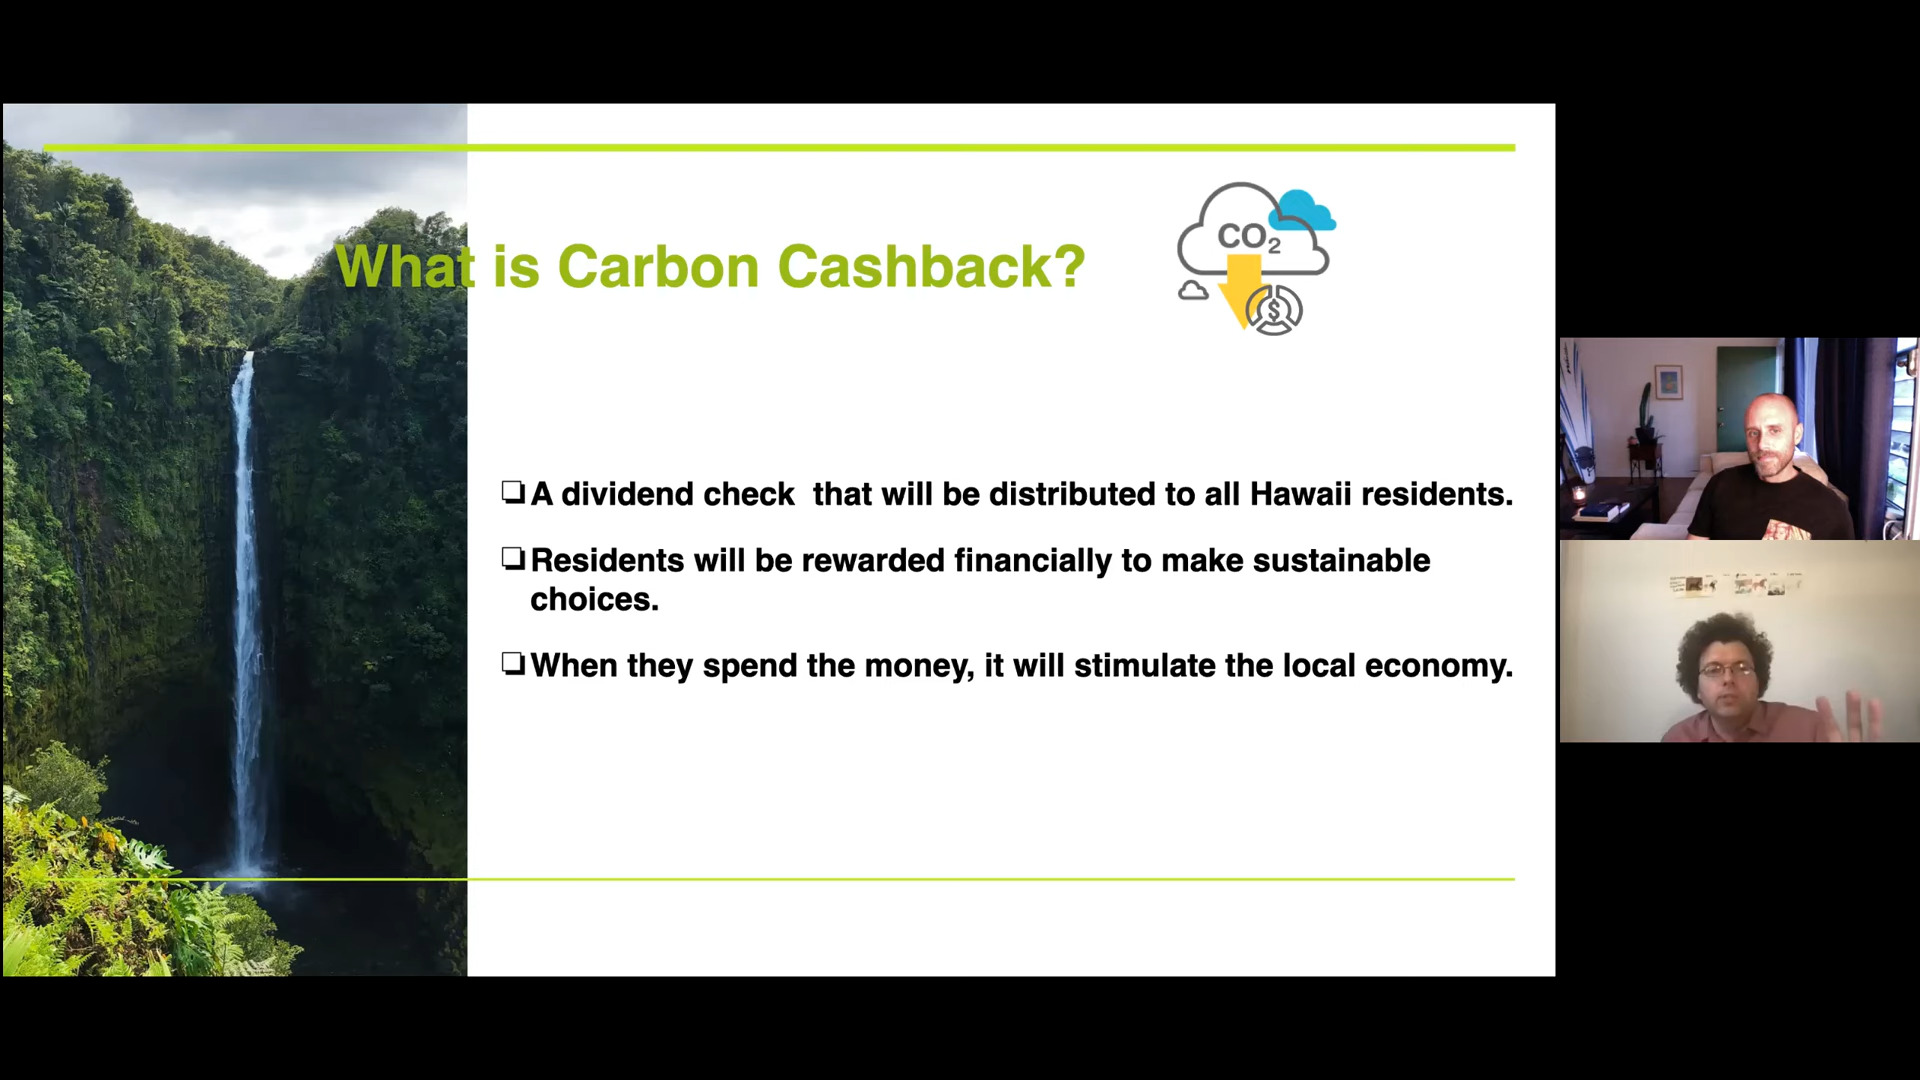 What is Carbon Cashback?
CO2
$
A dividend check that will be distributed to all Hawaii residents.
Residents will be rewarded financially to make sustainable
choices.
When they spend the money, it will stimulate the local economy.